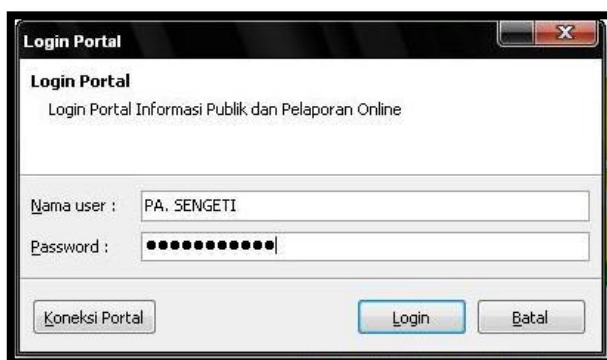 Login Portal
Login Portal
Login Portal Informasi Publik dan Pelaporan Online
Nama user : PA. SENGETI
Password : ●●●●●●●●●●●
Koneksi Portal Login Batal